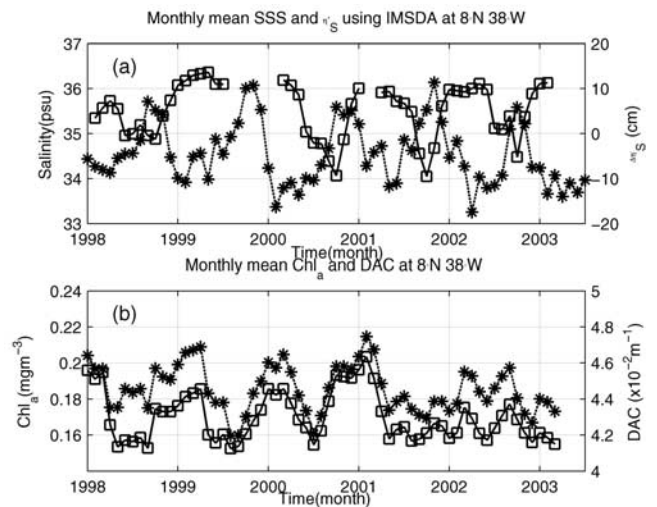 Monthly mean SSS and η'S using IMSDA at 8·N 38·W
(a)
Salinity(psu)
37
36
35
34
33
20
10
0
−10
−20
Δη'S (cm)
1998 1999 2000 2001 2002 2003
Time(month)
Monthly mean Chla and DAC at 8·N 38·W
(b)
Chla(mgm−3)
0.24
0.22
0.2
0.18
0.16
5
4.8
4.6
4.4
4.2
4
DAC (x10−2m−1)
1998 1999 2000 2001 2002 2003
Time(month)